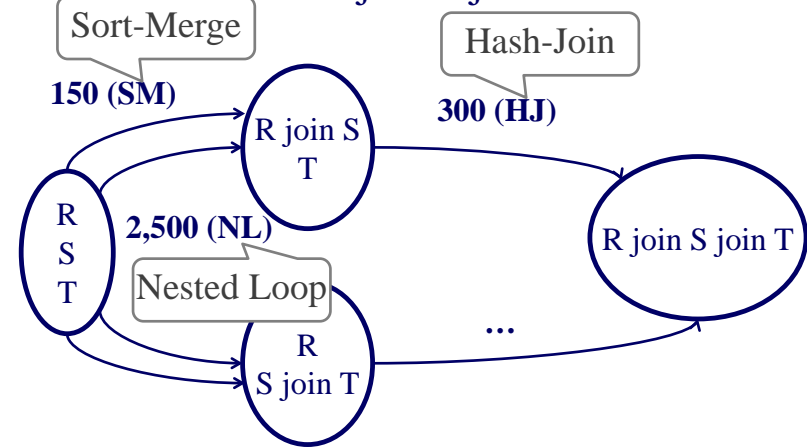 Sort-Merge
Hash-Join
150 (SM)
300 (HJ)
R join S
T
R
S
T
2,500 (NL)
R join S join T
Nested Loop
...
R
S join T